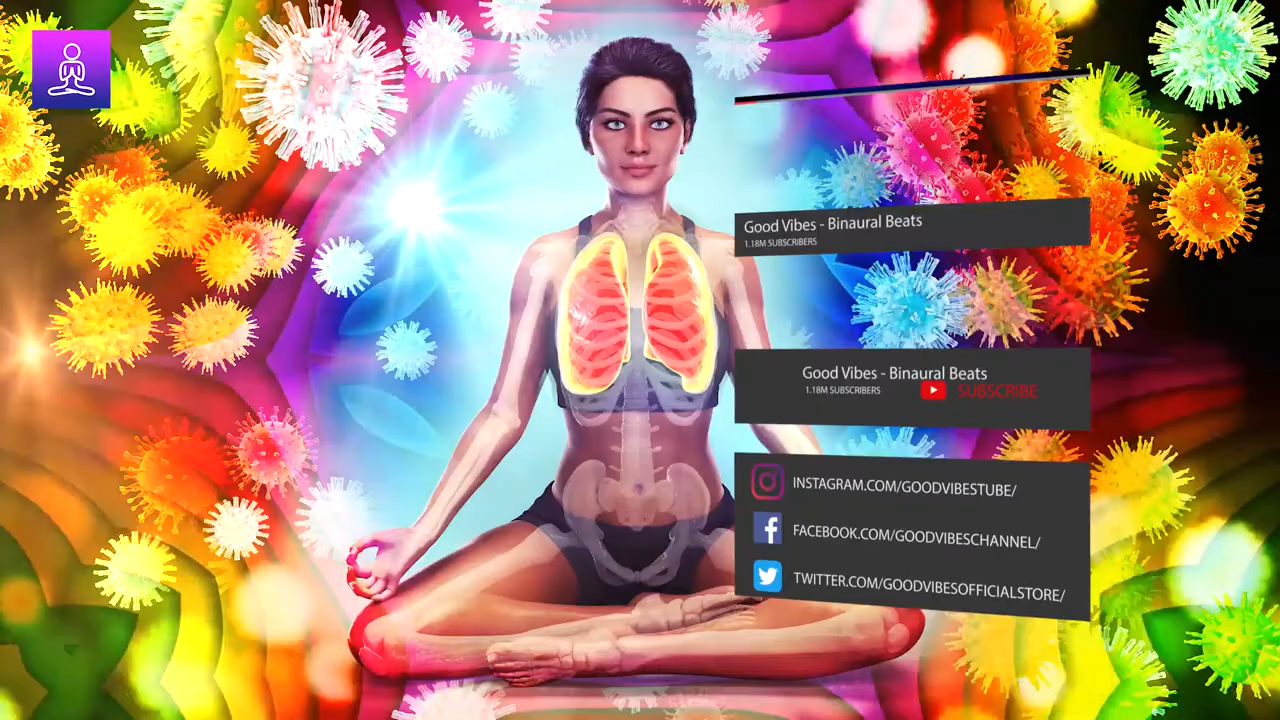 Good Vibes - Binaural Beats
1.18M SUBSCRIBERS
Good Vibes - Binaural Beats
1.18M SUBSCRIBERS SUBSCRIBE
INSTAGRAM.COM/GOODVIBESTUBE/
FACEBOOK.COM/GOODVIBESCHANNEL/
TWITTER.COM/GOODVIBESOFFICIALSTORE/